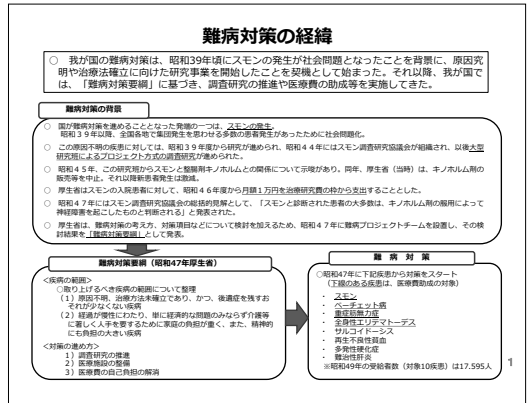 難病対策の経緯
○ 我が国の難病対策は、昭和39年頃にスモンの発生が社会問題となったことを背景に、原因究
明や治療法確立に向けた研究事業を開始したことを契機として始まった。それ以降、我が国で
は、「難病対策要綱」に基づき、調査研究の推進や医療費の助成等を実施してきた。
難病対策の背景
○ 国が難病対策を進めることとなった発端の一つは、スモンの発生。
昭和39年以降、全国各地で集団発生を思わせる多数の患者発生があったために社会問題化。
○ この原因不明の疾患に対しては、昭和39年度から研究が進められ、昭和44年にはスモン調査研究協議会が組織され、以後大型
研究班によるプロジェクト方式の調査研究が進められた。
○ 昭和45年、この研究班からスモンと整腸剤キノホルムとの関係について示唆があり、同年、厚生省（当時）は、キノホルム剤の
販売等を中止。それ以降新患者発生は激減。
○ 厚生省はスモンの入院患者に対して、昭和46年度から月額1万円を治療研究費の枠から支出することとした。
○ 昭和47年にはスモン調査研究協議会の総括的見解として、「スモンと診断された患者の大多数は、キノホルム剤の服用によって
神経障害を起こしたものと判断される」と発表された。
○ 厚生省は、難病対策の考え方、対策項目などについて検討を加えるため、昭和47年に難病プロジェクトチームを設置し、その検
討結果を「難病対策要綱」として発表。
難病対策要綱（昭和47年厚生省）
＜疾病の範囲＞
○取り上げるべき疾病の範囲について整理
（1）原因不明、治療方法未確立であり、かつ、後遺症を残すお
それが少なくない疾病
（2）経過が慢性にわたり、単に経済的な問題のみならず介護等
に著しく人手を要するために家庭の負担が重く、また、精神的
にも負担の大きい疾病
＜対策の進め方＞
1）調査研究の推進
2）医療施設の整備
3）医療費の自己負担の解消
難病対策
○昭和47年に下記疾患から対策をスタート
（下線のある疾患は、医療費助成の対象）
・ スモン
・ ベーチェット病
・ 重症筋無力症
・ 全身性エリテマトーデス
・ サルコイドーシス
・ 再生不良性貧血
・ 多発性硬化症
・ 難治性肝炎
※昭和49年の受給者数（対象10疾患）は17,595人
1